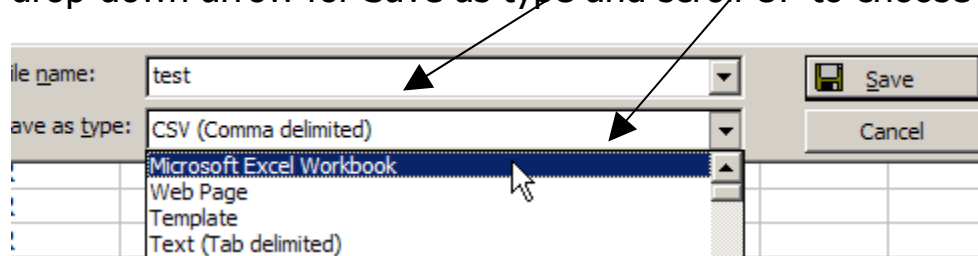 drop-down arrow for Save as type and scroll UP to choose
ile name: test Save
ave as type: CSV (Comma delimited) Cancel
Microsoft Excel Workbook
Web Page
Template
Text (Tab delimited)